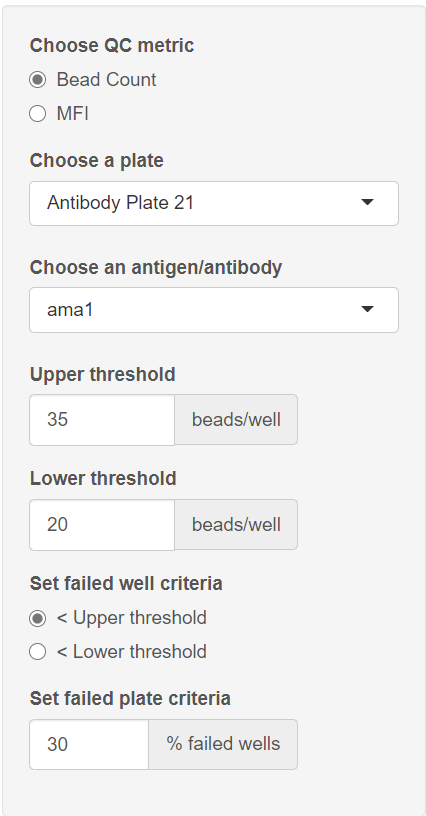 Choose QC metric
Bead Count
MFI
Choose a plate
Antibody Plate 21
Choose an antigen/antibody
ama1
Upper threshold
35 beads/well
Lower threshold
20 beads/well
Set failed well criteria
< Upper threshold
< Lower threshold
Set failed plate criteria
30 % failed wells